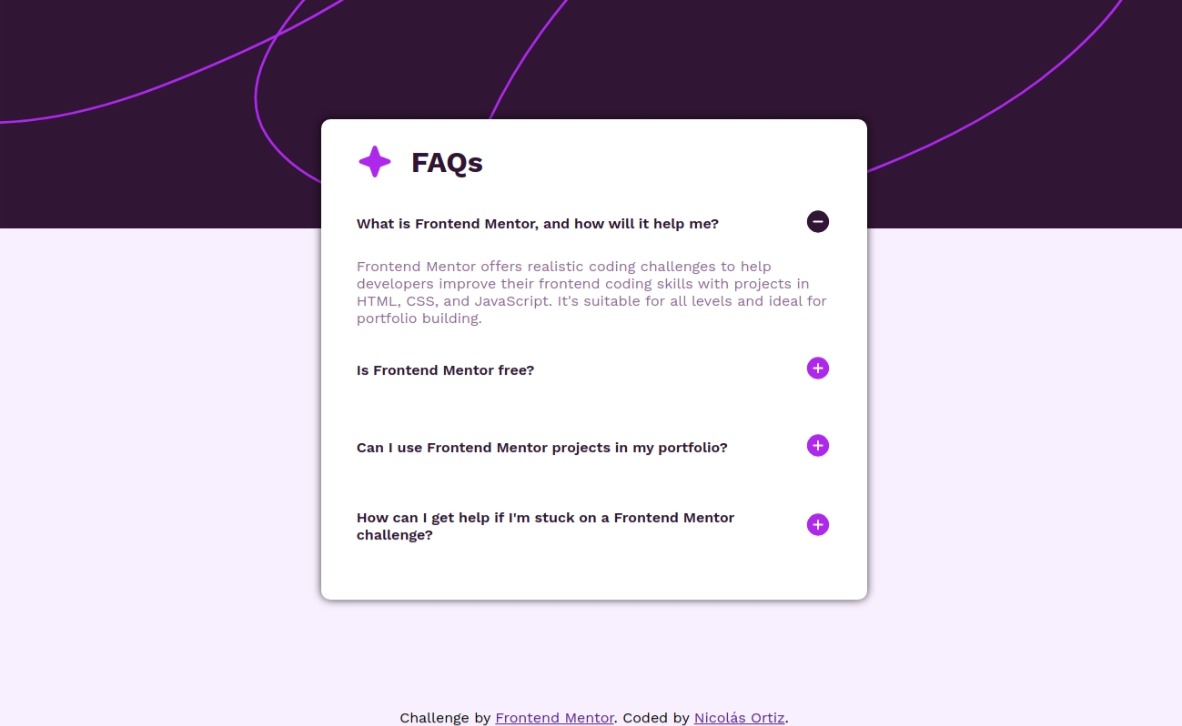 FAQs
What is Frontend Mentor, and how will it help me?
Frontend Mentor offers realistic coding challenges to help
developers improve their frontend coding skills with projects in
HTML, CSS, and JavaScript. It's suitable for all levels and ideal for
portfolio building.
Is Frontend Mentor free?
Can I use Frontend Mentor projects in my portfolio?
How can I get help if I'm stuck on a Frontend Mentor
challenge?
Challenge by Frontend Mentor. Coded by Nicolás Ortiz.